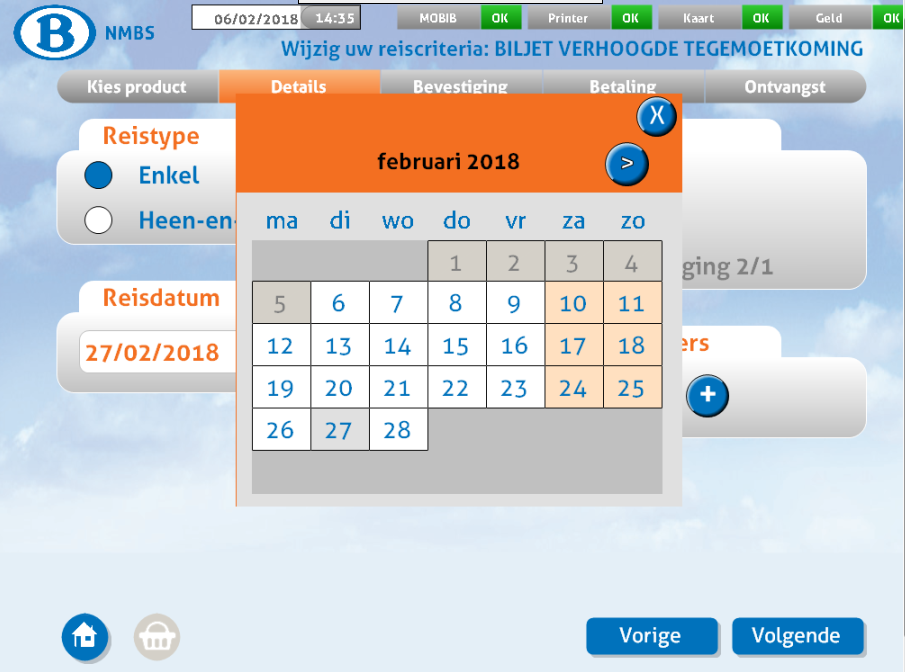 B NMBS
06/02/2018 14:35
MOBIB OK Printer OK Kaart OK Geld OK
Wijzig uw reiscriteria: BILJET VERHOOGDE TEGEMOETKOMING
Kies product Details Bevestiging Betaling Ontvangst
Reistype
Enkel
Heen-en-
Reisdatum
27/02/2018
X
februari 2018 >
ma di wo do vr za zo
1 2 3 4
5 6 7 8 9 10 11
12 13 14 15 16 17 18
19 20 21 22 23 24 25
26 27 28
ging 2/1
ers
+
Vorige Volgende